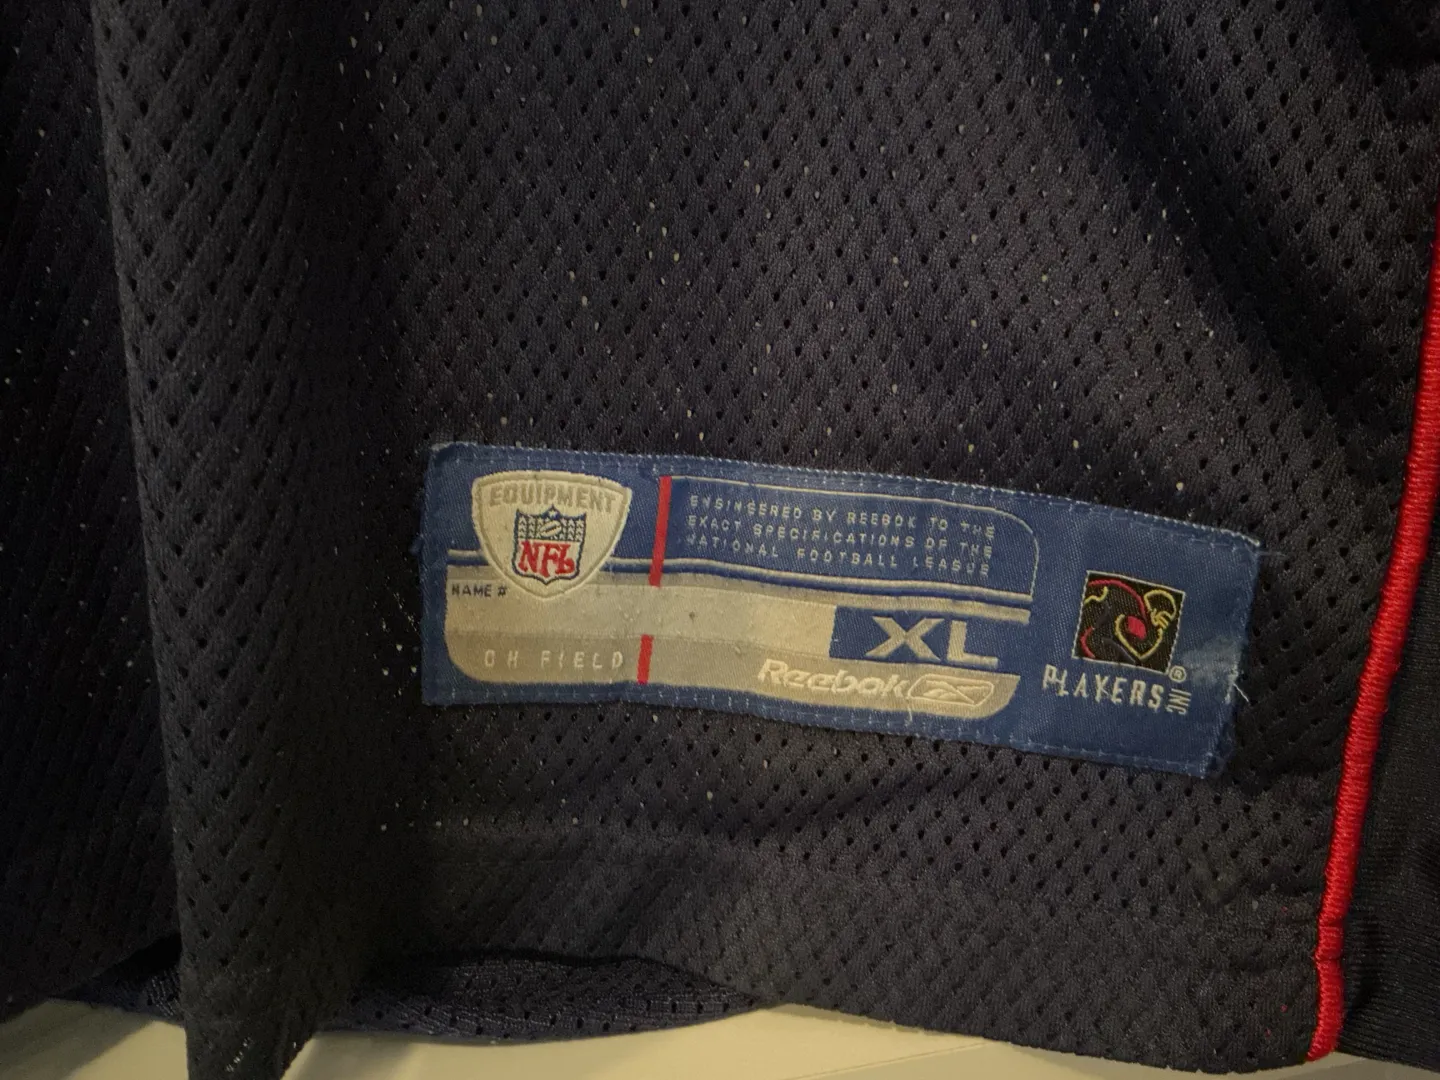 EQUIPMENT
NFL
ENGINEERED BY REEBOK TO THE
EXACT SPECIFICATIONS OF THE
NATIONAL FOOTBALL LEAGUE
NAME #
ON FIELD
XL
Reebok
PLAYERS INC ®